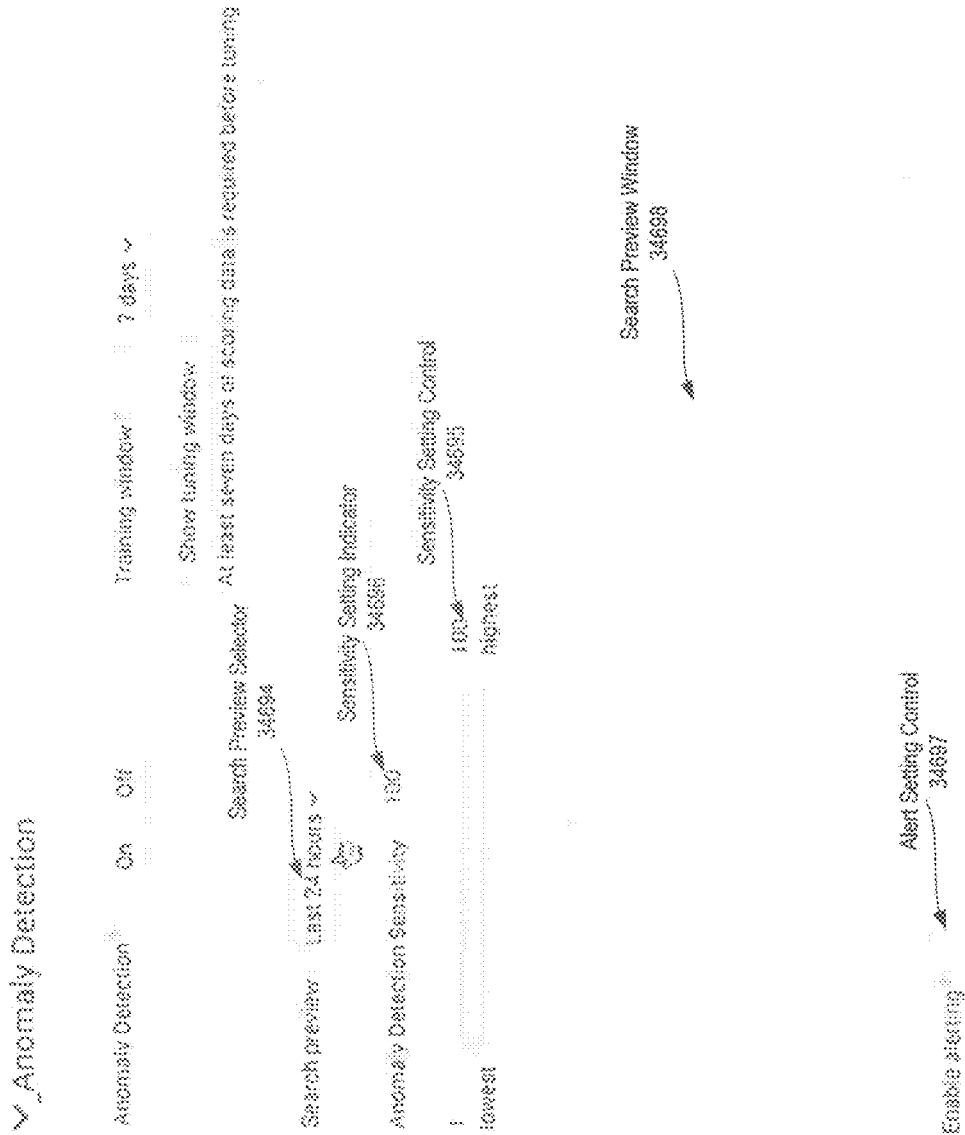 Anomaly Detection
Anomaly Detection On Off Training window 7 days
Show tuning window
At least seven days of scoring data is required before tuning
Search Preview Selector
34694
Search preview Last 24 hours
Sensitivity Setting Indicator
34696
Anomaly Detection Sensitivity 100
Sensitivity Setting Control
34695
1 100
lowest highest
Search Preview Window
34698
Alert Setting Control
34697
Enable alerting